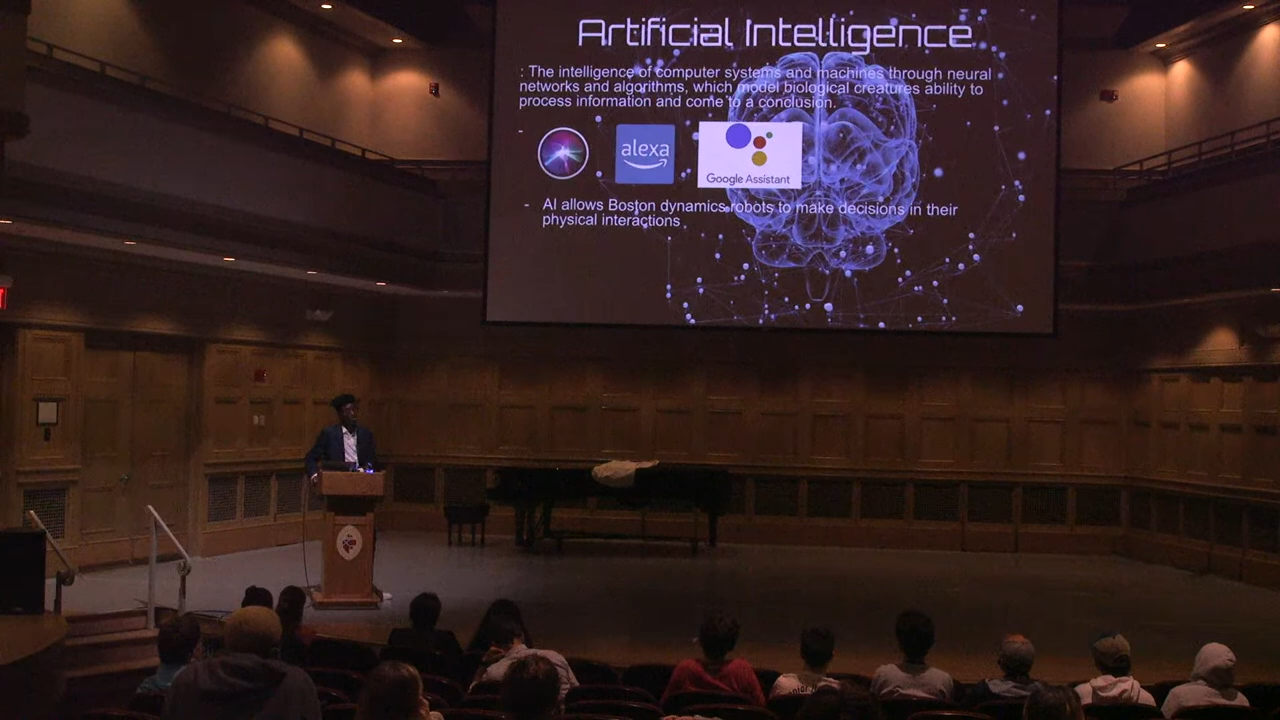 Artificial Intelligence
: The intelligence of computer systems and machines through neural
networks and algorithms, which model biological creatures ability to
process information and come to a conclusion.
-
alexa
Google Assistant
- AI allows Boston dynamics robots to make decisions in their
physical interactions